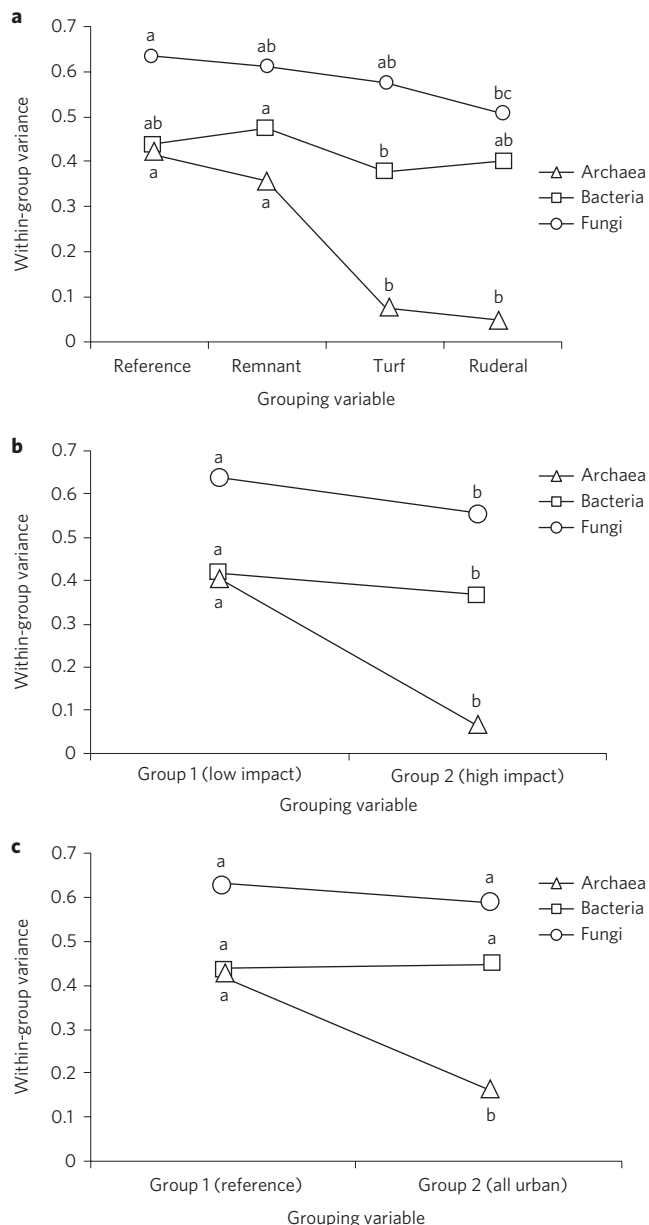 a
0.7
0.6
0.5
0.4
0.3
0.2
0.1
0
Within-group variance
a
ab
ab
bc
ab
a
b
ab
a
a
b
b
Archaea
Bacteria
Fungi
Reference
Remnant
Turf
Ruderal
Grouping variable
b
0.7
0.6
0.5
0.4
0.3
0.2
0.1
0
Within-group variance
a
b
a
b
a
b
Archaea
Bacteria
Fungi
Group 1 (low impact)
Group 2 (high impact)
Grouping variable
c
0.7
0.6
0.5
0.4
0.3
0.2
0.1
0
Within-group variance
a
a
a
a
a
b
Archaea
Bacteria
Fungi
Group 1 (reference)
Group 2 (all urban)
Grouping variable